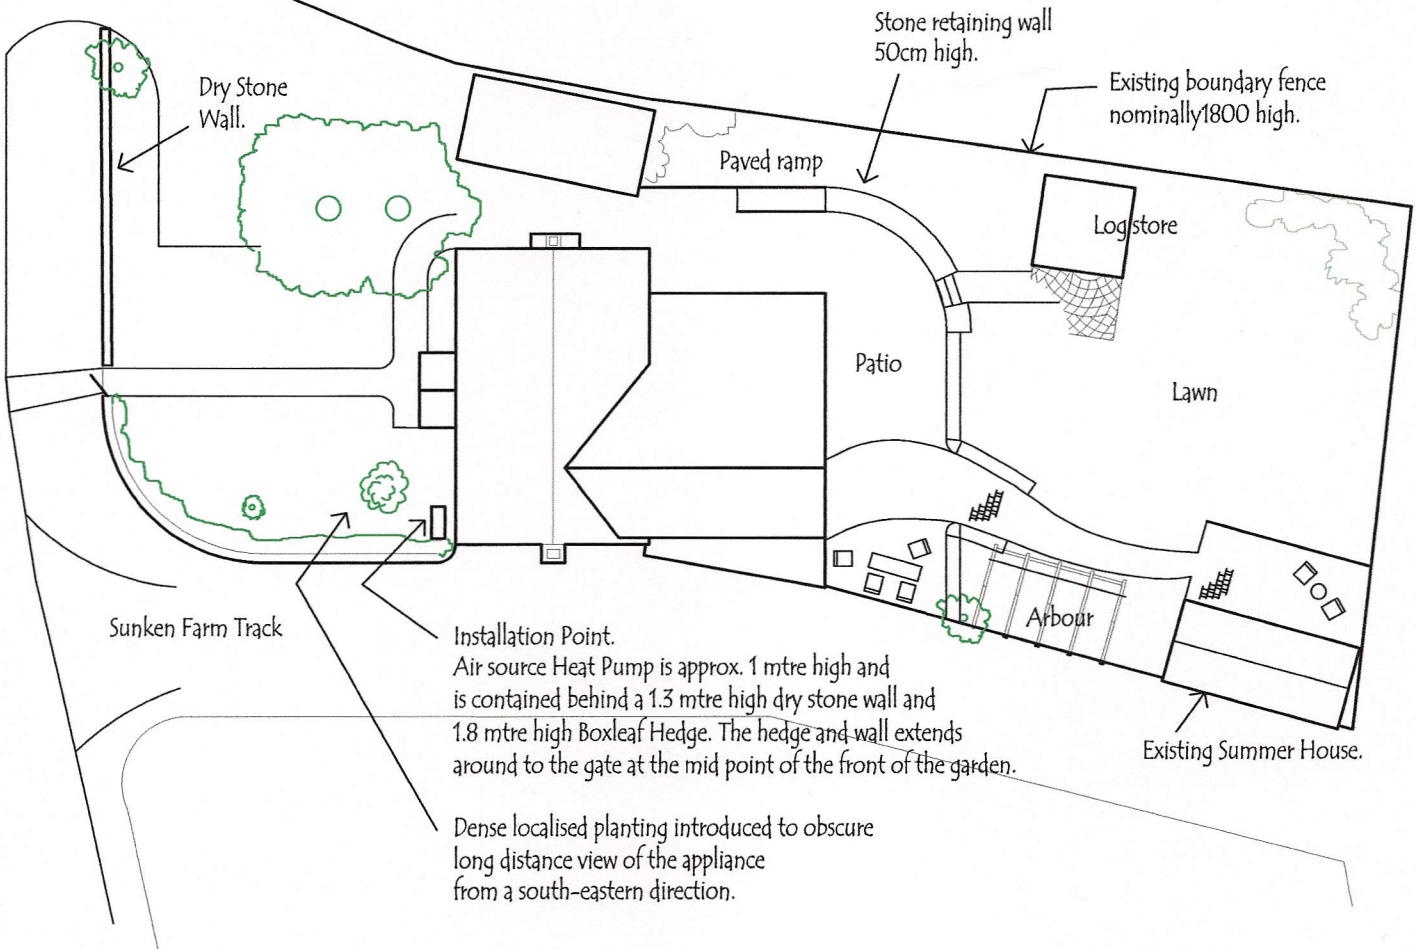 Stone retaining wall
50cm high.
Existing boundary fence
nominally1800 high.
Dry Stone
Wall.
Paved ramp
Log store
Patio
Lawn
Arbour
Sunken Farm Track
Installation Point.
Air source Heat Pump is approx. 1 mtre high and
is contained behind a 1.3 mtre high dry stone wall and
1.8 mtre high Boxleaf Hedge. The hedge and wall extends
around to the gate at the mid point of the front of the garden.
Existing Summer House.
Dense localised planting introduced to obscure
long distance view of the appliance
from a south-eastern direction.